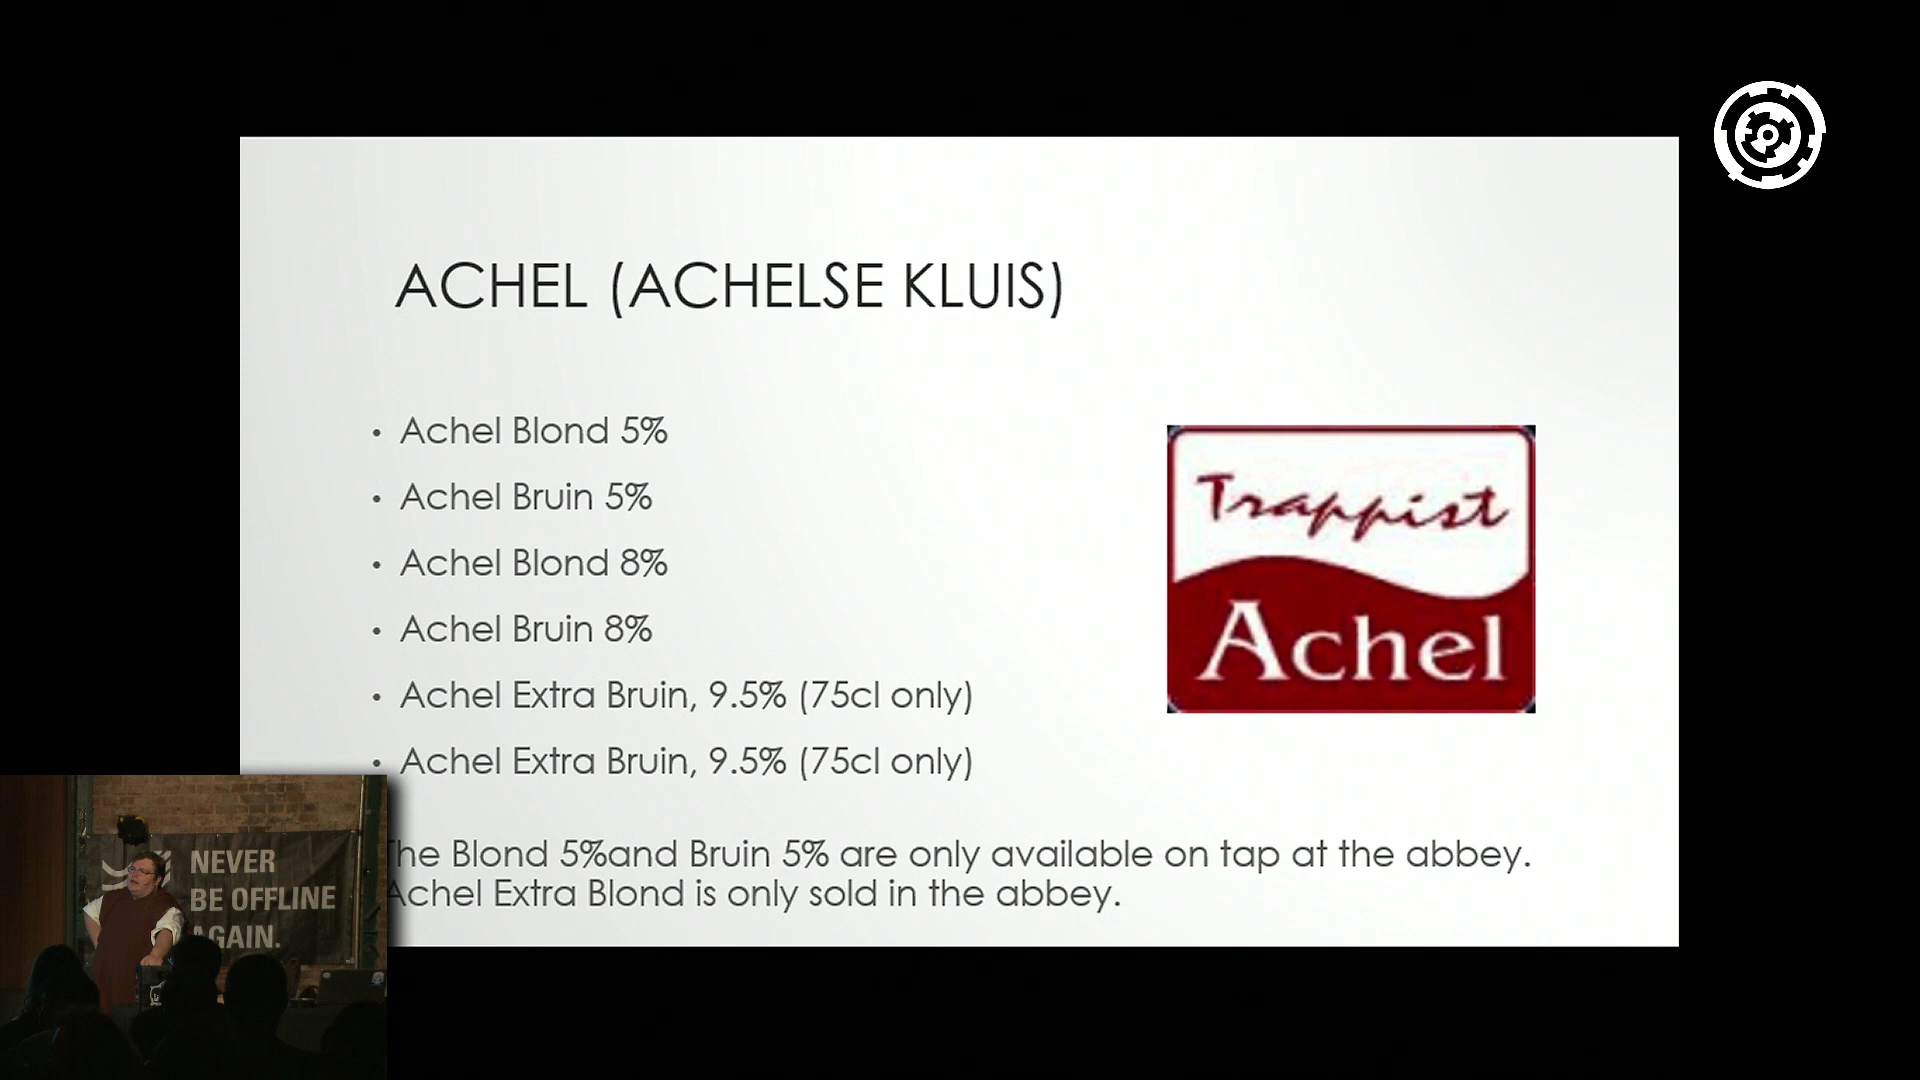 ACHEL (ACHELSE KLUIS)
• Achel Blond 5%
• Achel Bruin 5%
• Achel Blond 8%
• Achel Bruin 8%
• Achel Extra Bruin, 9.5% (75cl only)
• Achel Extra Bruin, 9.5% (75cl only)
The Blond 5%and Bruin 5% are only available on tap at the abbey.
Achel Extra Blond is only sold in the abbey.
Trappist
Achel
NEVER
BE OFFLINE
AGAIN.